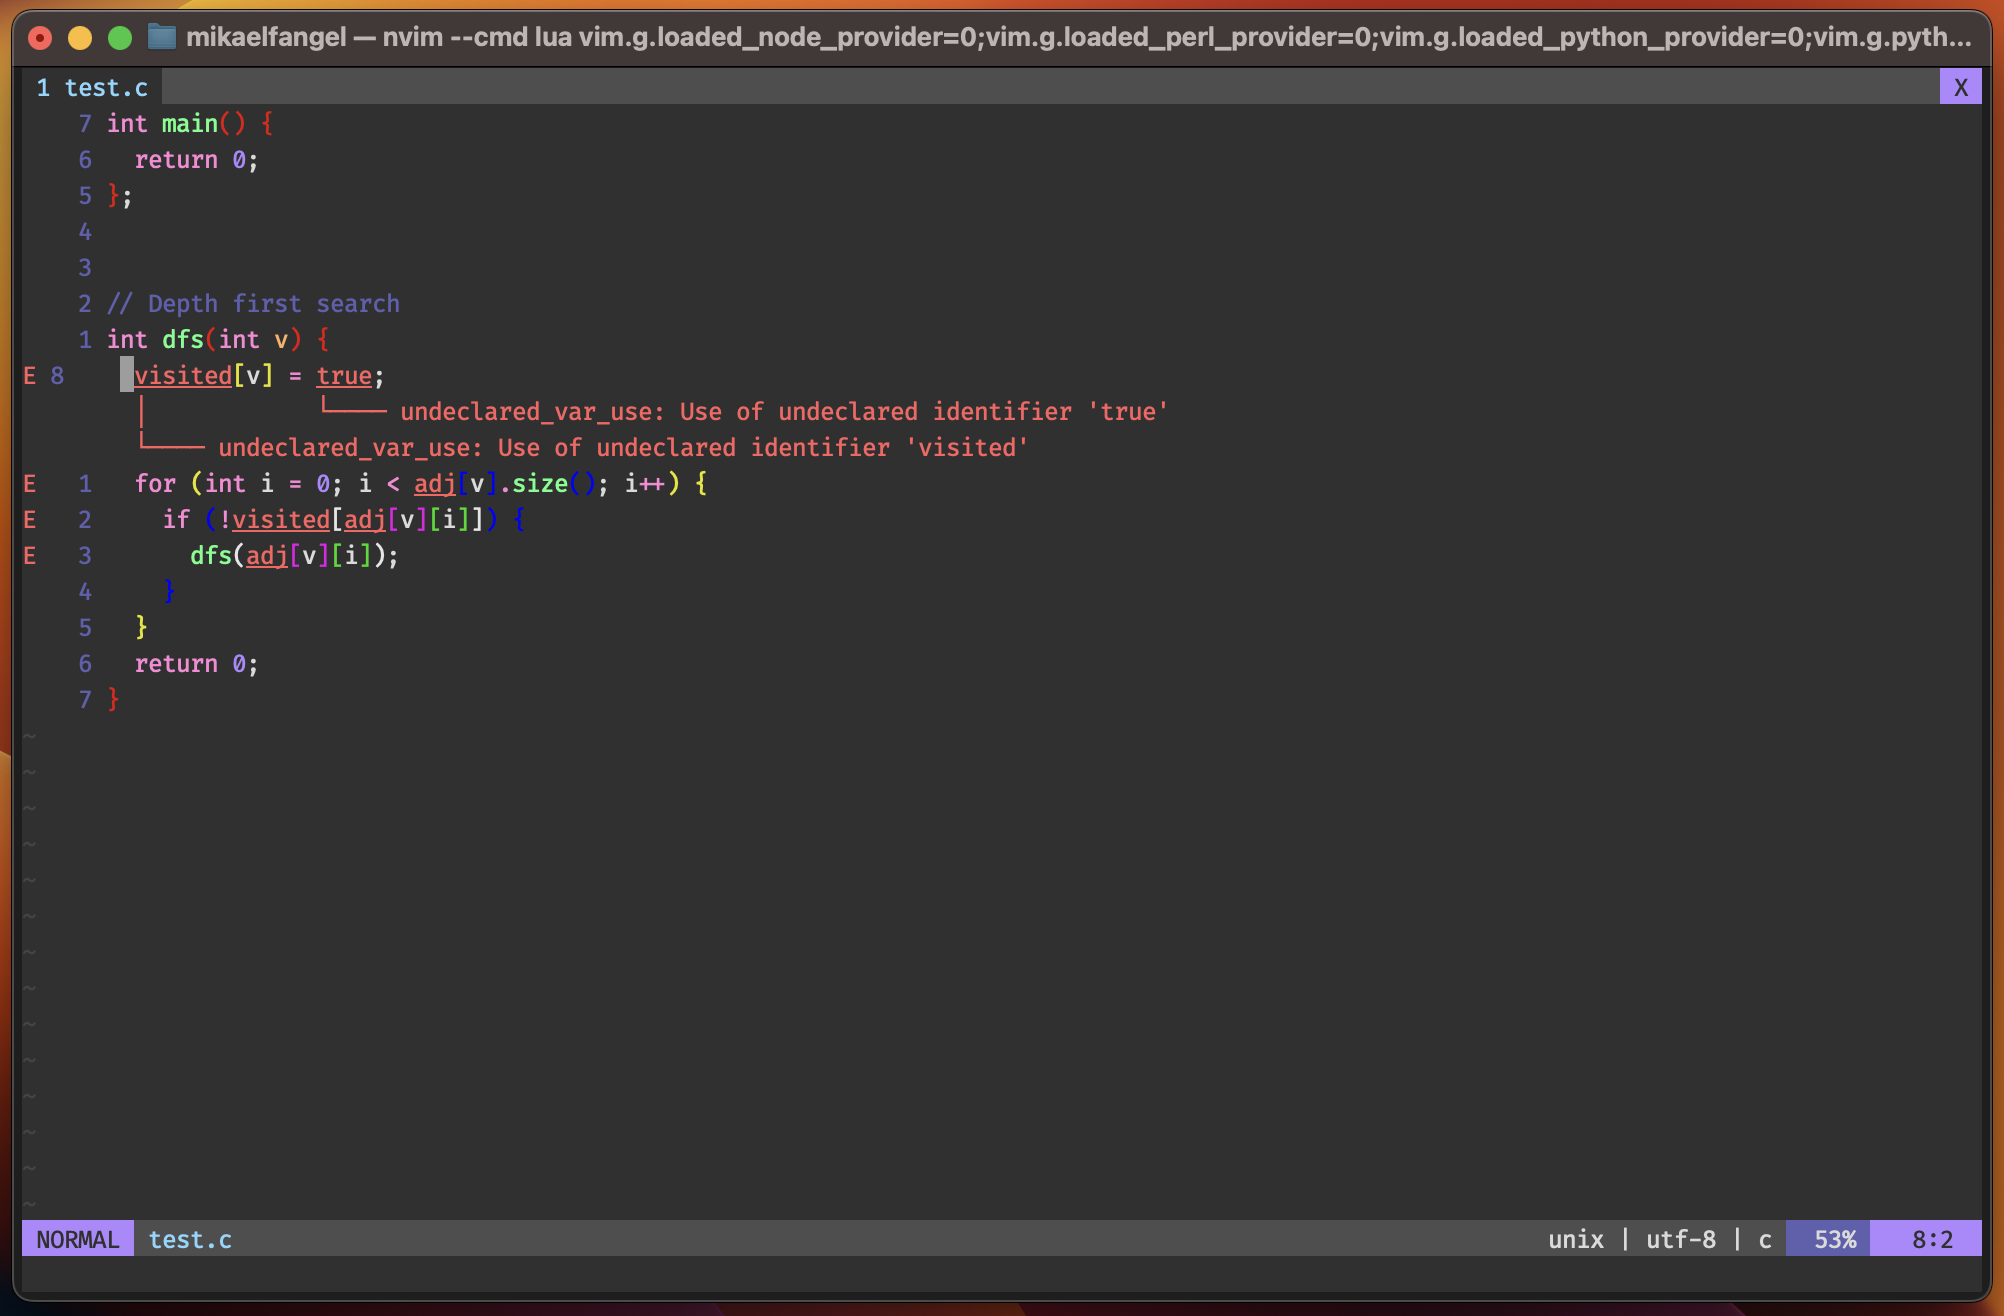 mikaelfangel — nvim --cmd lua vim.g.loaded_node_provider=0;vim.g.loaded_perl_provider=0;vim.g.loaded_python_provider=0;vim.g.pyth…
1 test.c X
7 int main() {
6   return 0;
5 };
4
3
2 // Depth first search
1 int dfs(int v) {
E 8   visited[v] = true;
│            └──── undeclared_var_use: Use of undeclared identifier 'true'
└──── undeclared_var_use: Use of undeclared identifier 'visited'
E 1   for (int i = 0; i < adj[v].size(); i++) {
E 2     if (!visited[adj[v][i]]) {
E 3       dfs(adj[v][i]);
4     }
5   }
6   return 0;
7 }
~
~
~
~
~
~
~
~
~
~
~
~
~
~
NORMAL test.c unix | utf-8 | c 53% 8:2